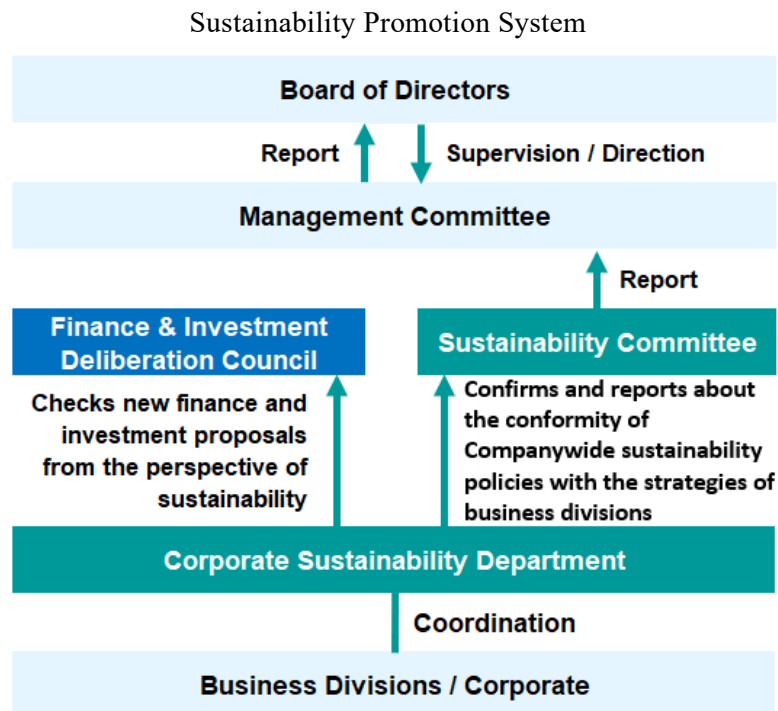 Sustainability Promotion System
Board of Directors
Report
Supervision / Direction
Management Committee
Report
Finance & Investment
Deliberation Council
Sustainability Committee
Checks new finance and
investment proposals
from the perspective of
sustainability
Confirms and reports about
the conformity of
Companywide sustainability
policies with the strategies of
business divisions
Corporate Sustainability Department
Coordination
Business Divisions / Corporate